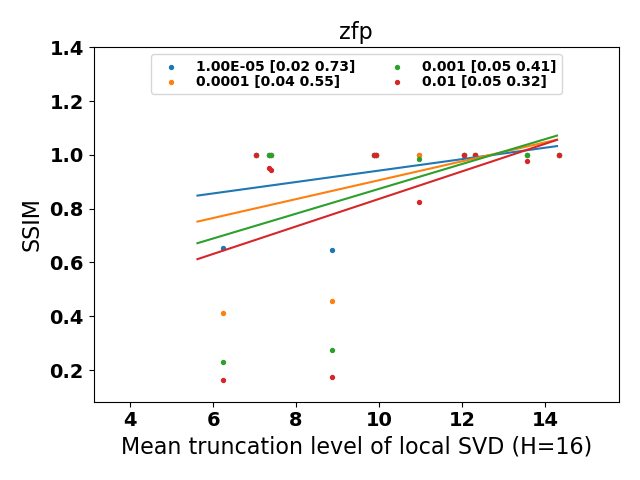 zfp
1.00E-05 [0.02 0.73]
0.0001 [0.04 0.55]
0.001 [0.05 0.41]
0.01 [0.05 0.32]
SSIM
1.4
1.2
1.0
0.8
0.6
0.4
0.2
4 6 8 10 12 14
Mean truncation level of local SVD (H=16)